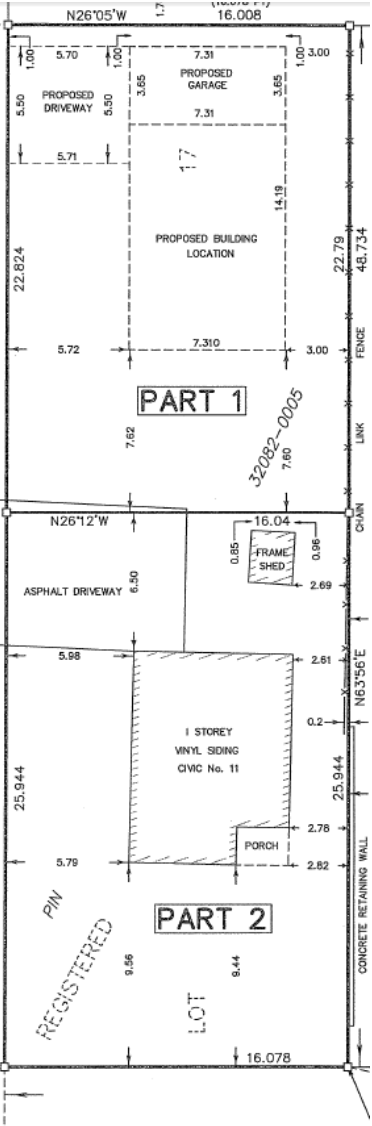 N26°05'W
16.008
1.00
5.70
1.00
7.31
1.00
3.00
5.50
PROPOSED
DRIVEWAY
5.50
3.65
PROPOSED
GARAGE
3.65
7.31
5.71
17
14.19
PROPOSED BUILDING
LOCATION
22.824
22.79
48.734
5.72
7.310
3.00
PART 1
7.62
32082-0005
7.60
CHAIN LINK FENCE
N26°12'W
16.04
0.85
0.96
FRAME
SHED
ASPHALT DRIVEWAY
6.50
2.69
5.98
2.61
N63°56'E
0.2
1 STOREY
VINYL SIDING
CIVIC No. 11
25.944
25.944
2.78
PORCH
5.79
2.82
CONCRETE RETAINING WALL
PIN
REGISTERED
PART 2
9.56
9.44
LOT
16.078